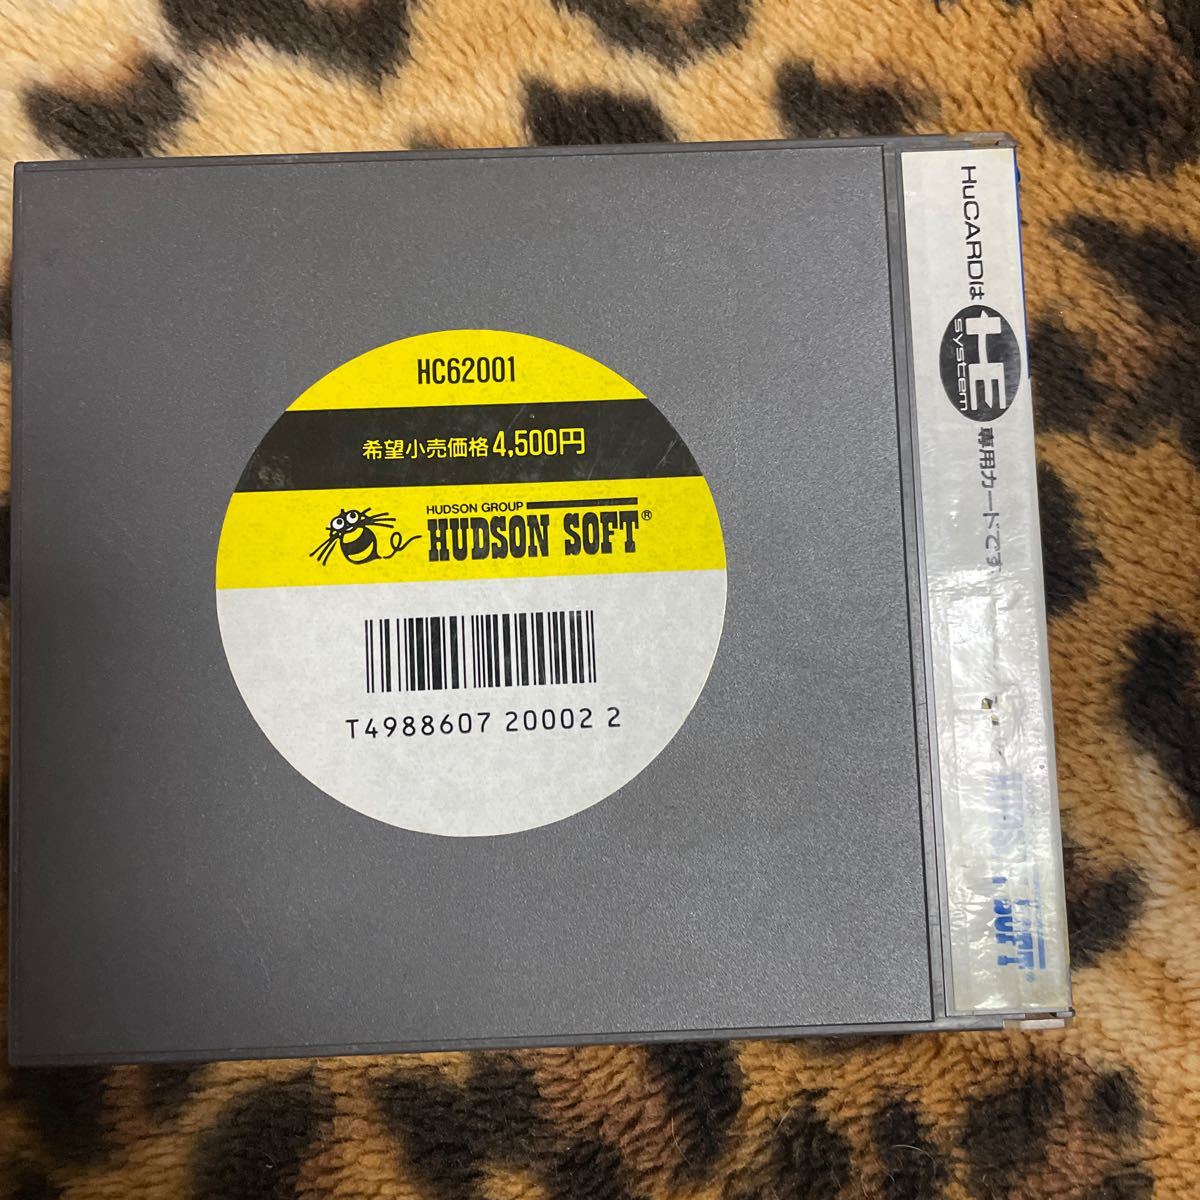 HC62001
希望小売価格4,500円
HUDSON GROUP
HUDSON SOFT®
T4988607 20002 2
HuCARDは HE system 専用カードです